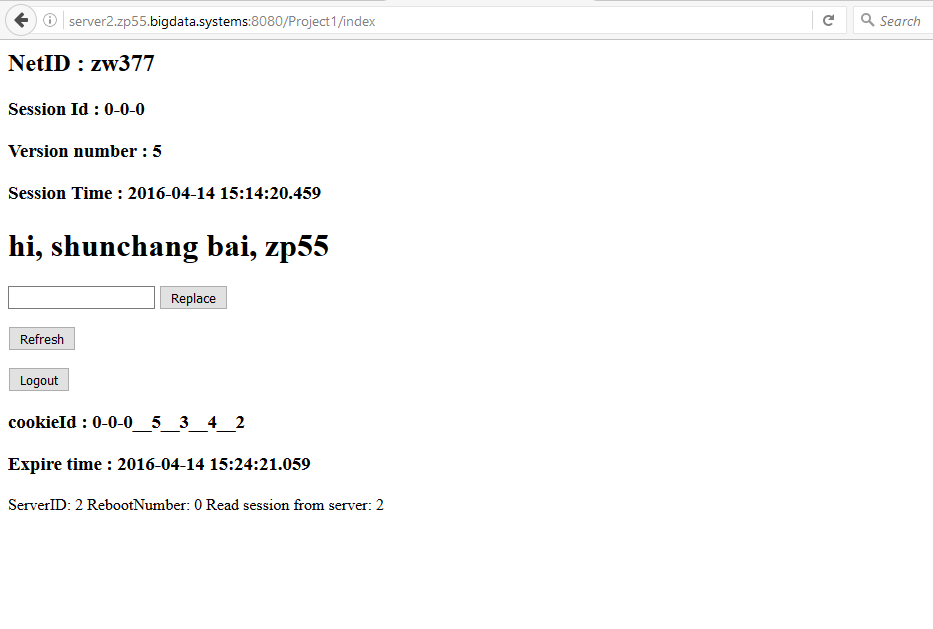 server2.zp55.bigdata.systems:8080/Project1/index
Search
NetID : zw377
Session Id : 0-0-0
Version number : 5
Session Time : 2016-04-14 15:14:20.459
hi, shunchang bai, zp55
Replace
Refresh
Logout
cookieId : 0-0-0__5__3__4__2
Expire time : 2016-04-14 15:24:21.059
ServerID: 2 RebootNumber: 0 Read session from server: 2